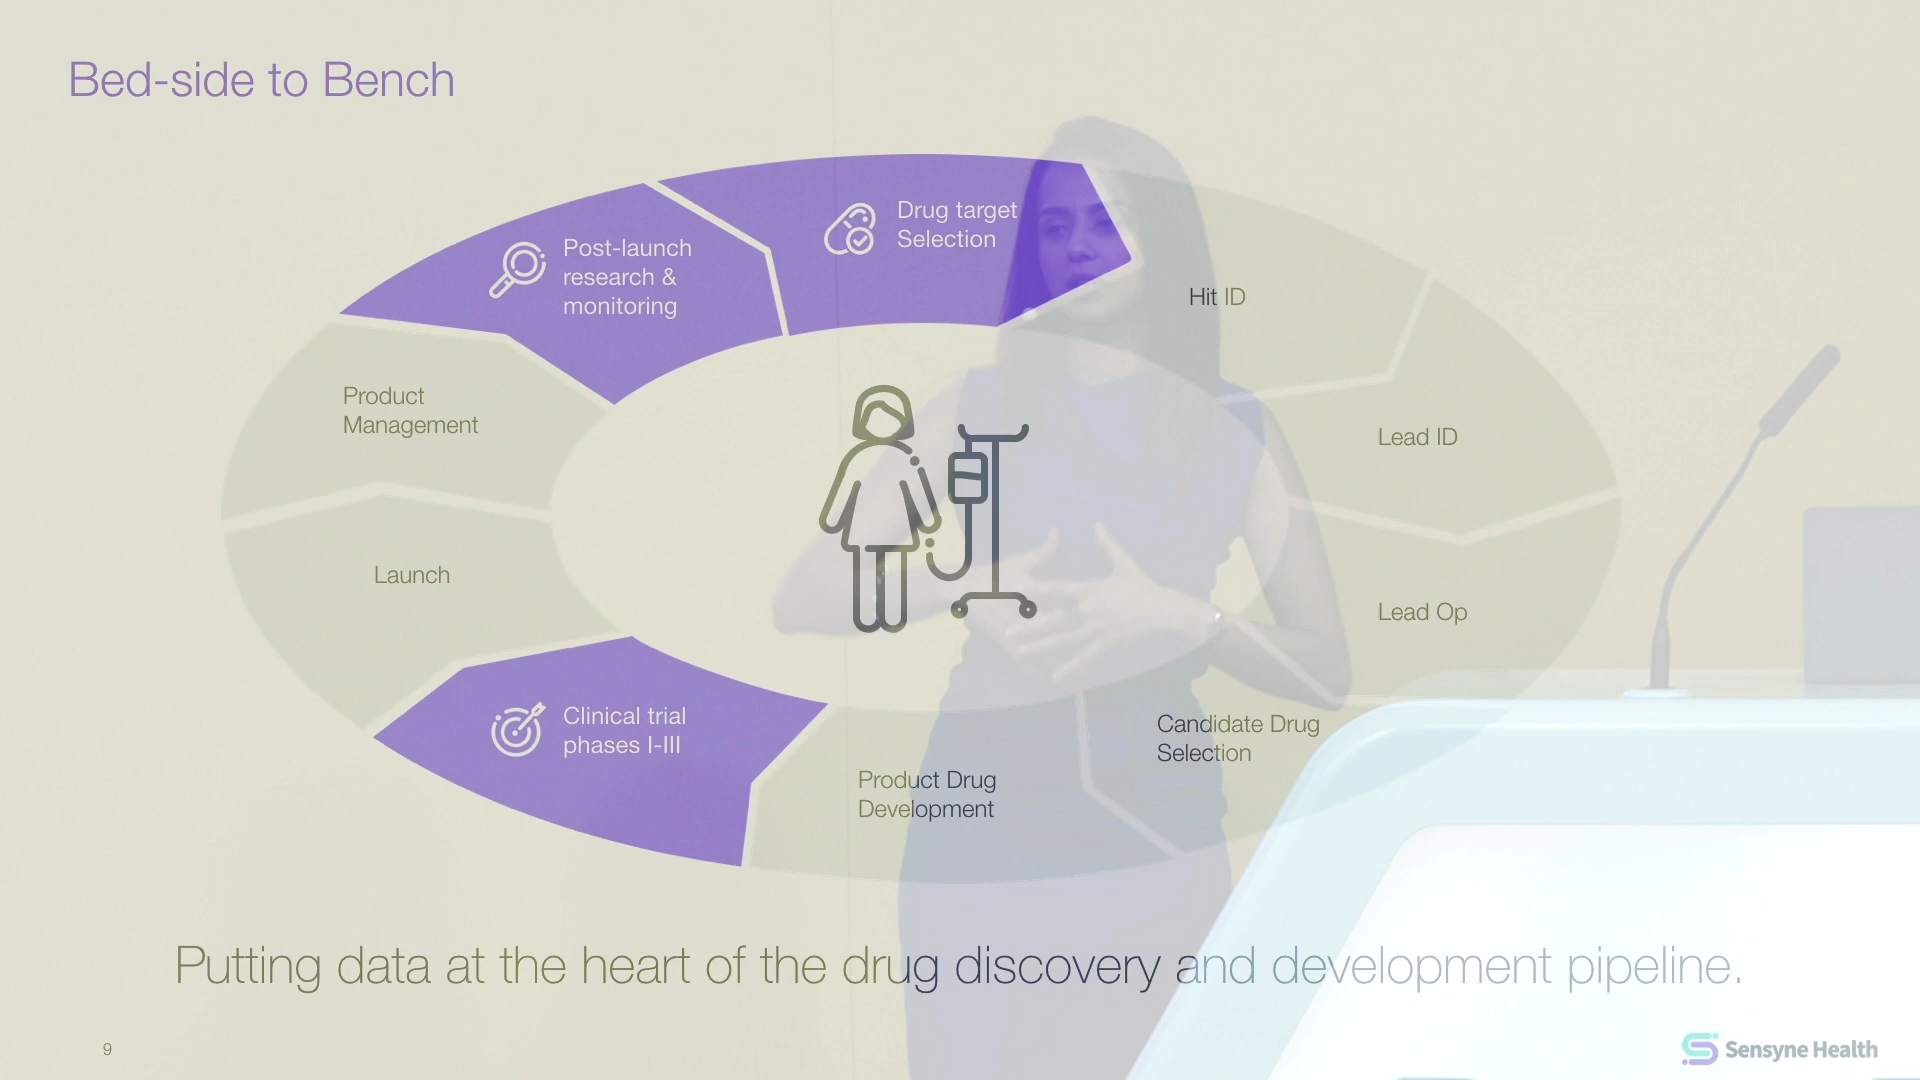 Bed-side to Bench
Drug target
Selection
Post-launch
research &
monitoring
Hit ID
Product
Management
Lead ID
Launch
Lead Op
Clinical trial
phases I-III
Candidate Drug
Selection
Product Drug
Development
Putting data at the heart of the drug discovery and development pipeline.
9
Sensyne Health